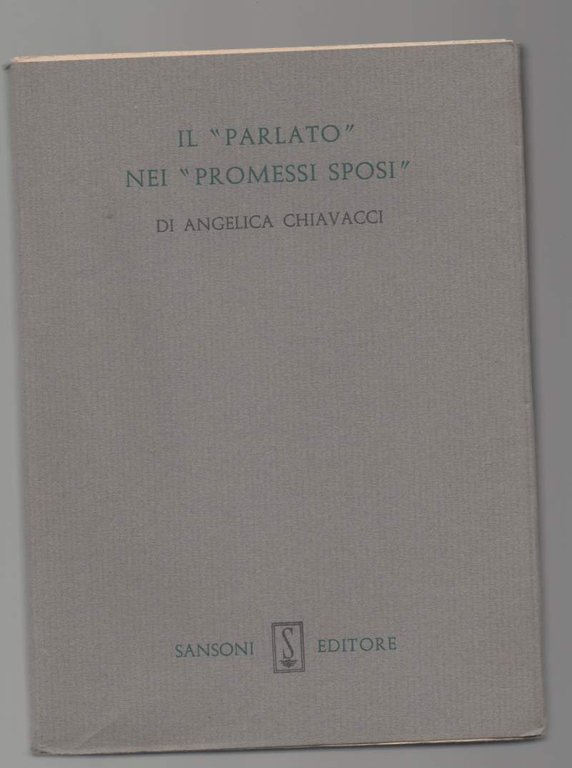 IL "PARLATO"
NEI "PROMESSI SPOSI"
DI ANGELICA CHIAVACCI
SANSONI S EDITORE